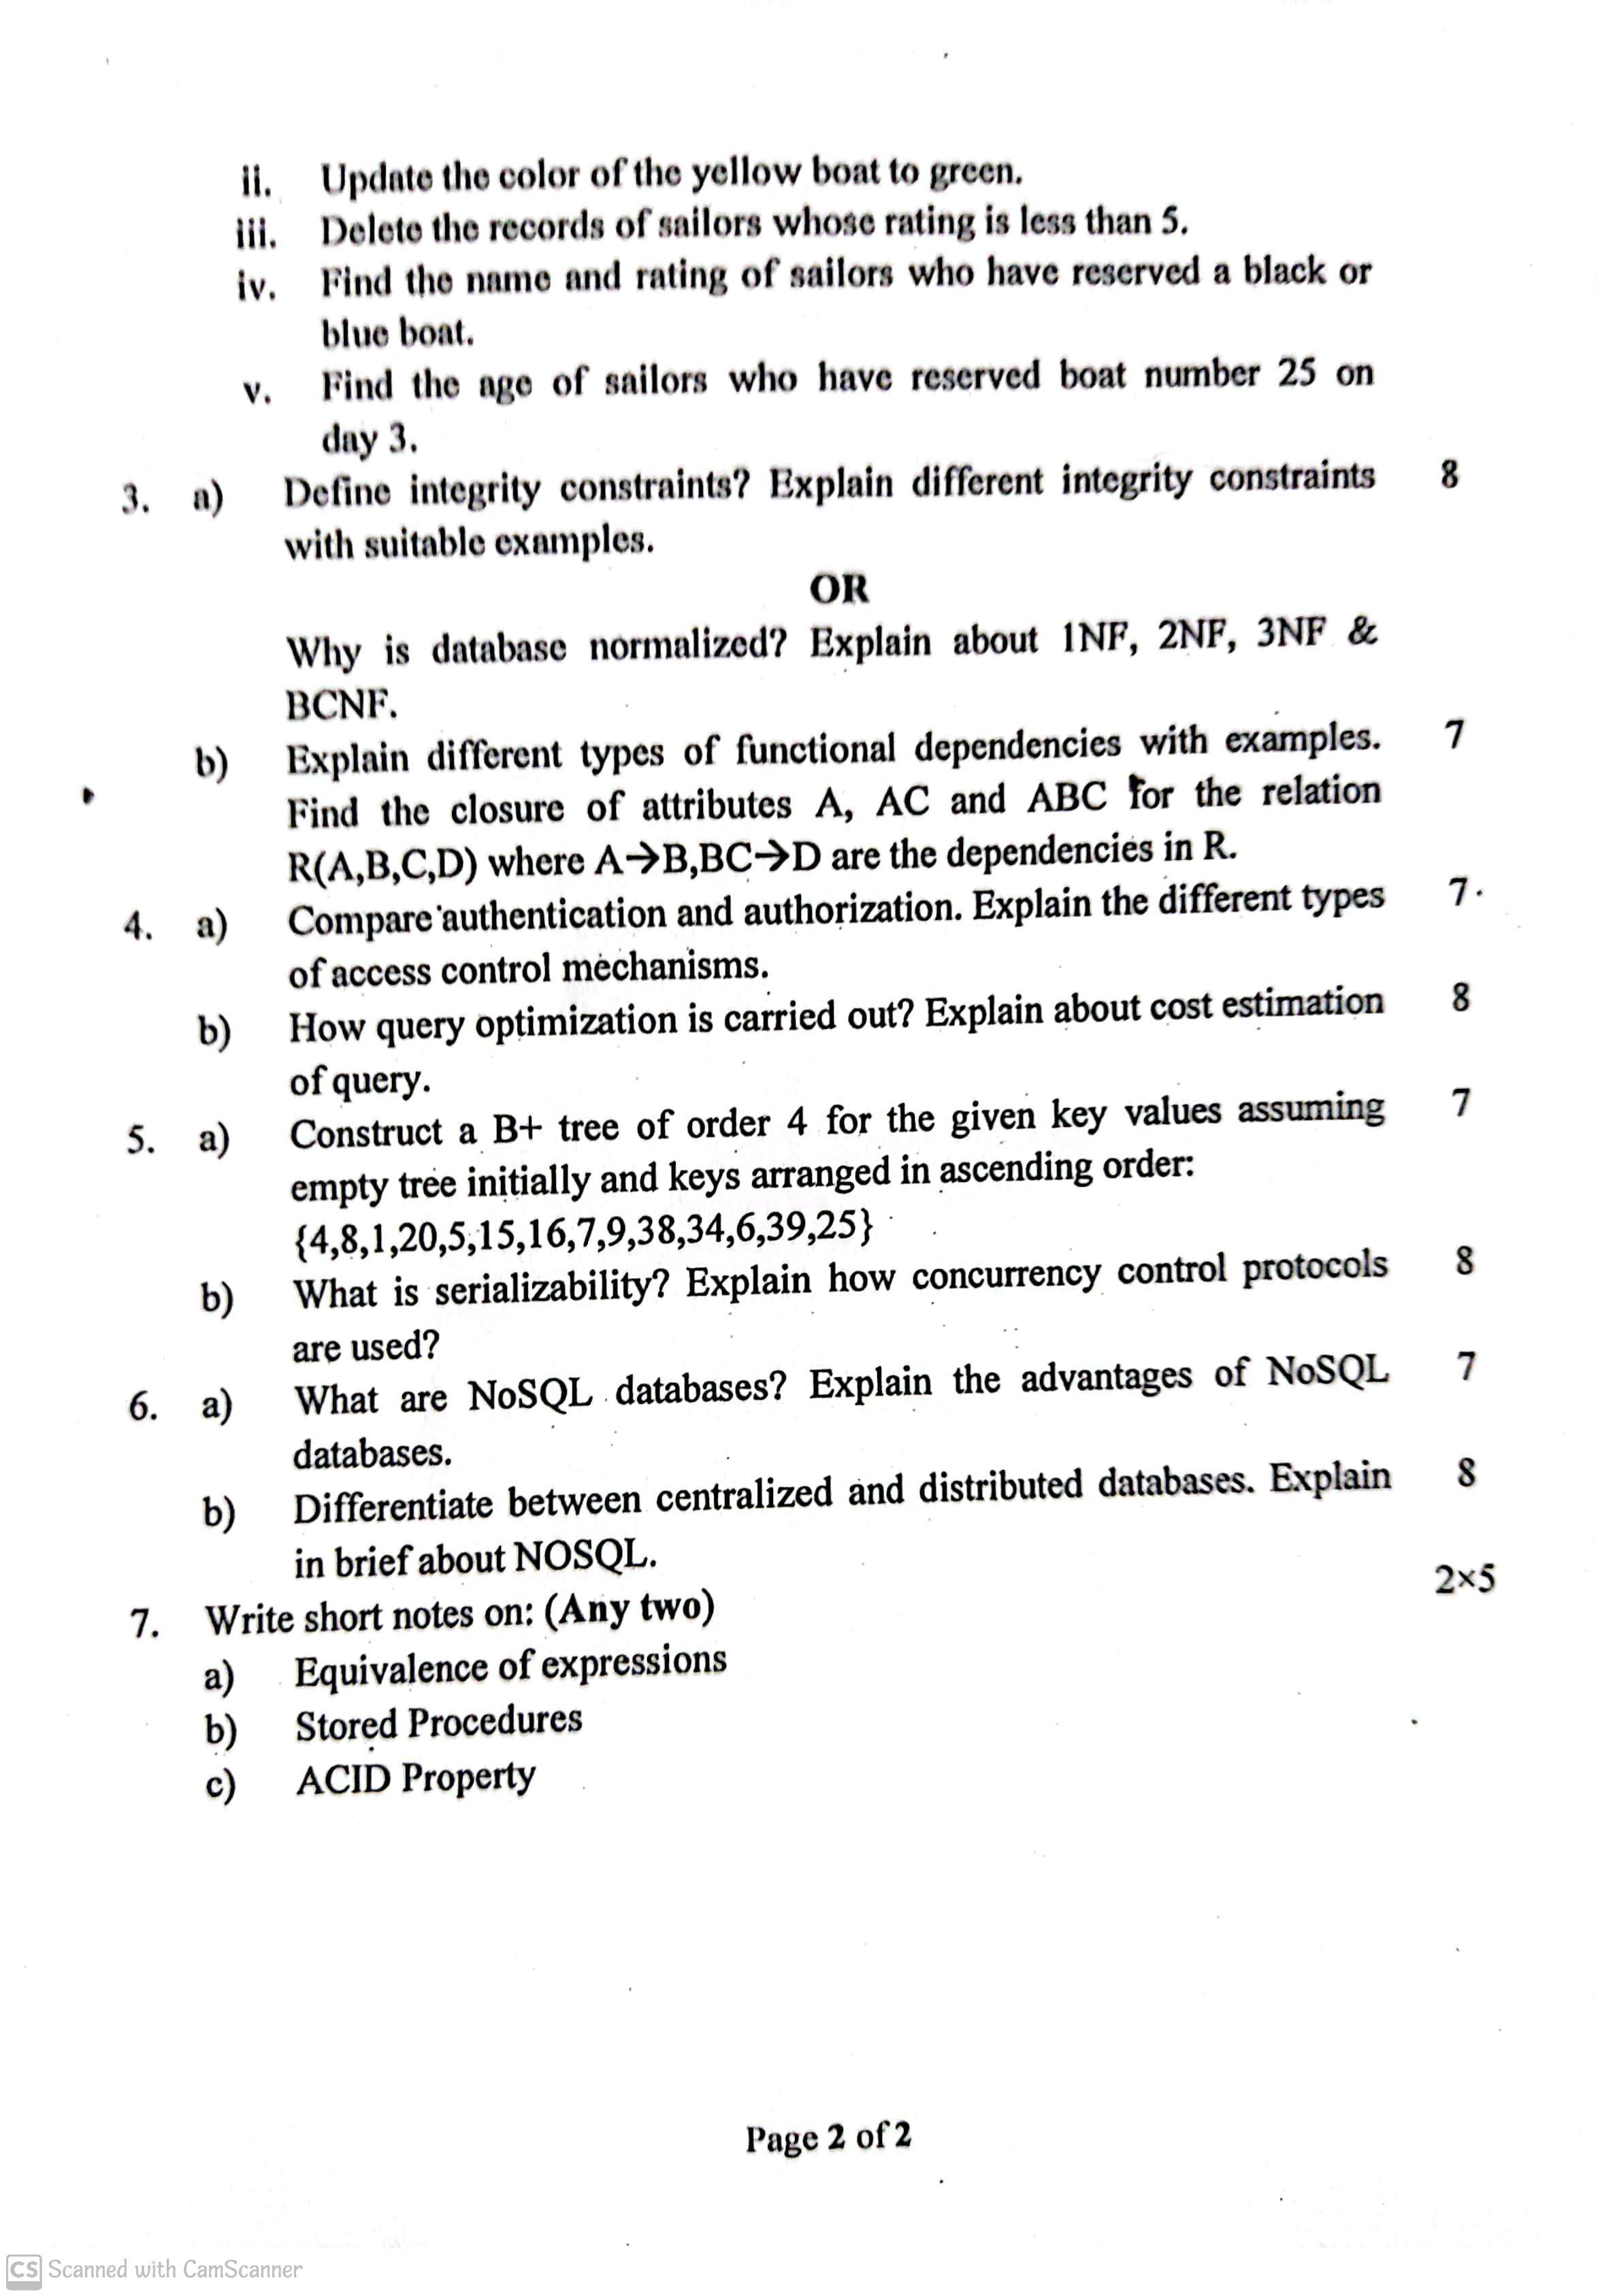 ii. Update the color of the yellow boat to green.
iii. Delete the records of sailors whose rating is less than 5.
iv. Find the name and rating of sailors who have reserved a black or
blue boat.
v. Find the age of sailors who have reserved boat number 25 on
day 3.
3. a) Define integrity constraints? Explain different integrity constraints 8
with suitable examples.
OR
Why is database normalized? Explain about 1NF, 2NF, 3NF &
BCNF.
b) Explain different types of functional dependencies with examples. 7
Find the closure of attributes A, AC and ABC for the relation
R(A,B,C,D) where A→B,BC→D are the dependencies in R.
4. a) Compare authentication and authorization. Explain the different types 7
of access control mechanisms.
b) How query optimization is carried out? Explain about cost estimation 8
of query.
5. a) Construct a B+ tree of order 4 for the given key values assuming 7
empty tree initially and keys arranged in ascending order:
{4,8,1,20,5,15,16,7,9,38,34,6,39,25}
b) What is serializability? Explain how concurrency control protocols 8
are used?
6. a) What are NoSQL databases? Explain the advantages of NoSQL 7
databases.
b) Differentiate between centralized and distributed databases. Explain 8
in brief about NOSQL.
7. Write short notes on: (Any two) 2×5
a) Equivalence of expressions
b) Stored Procedures
c) ACID Property
Page 2 of 2
CS Scanned with CamScanner